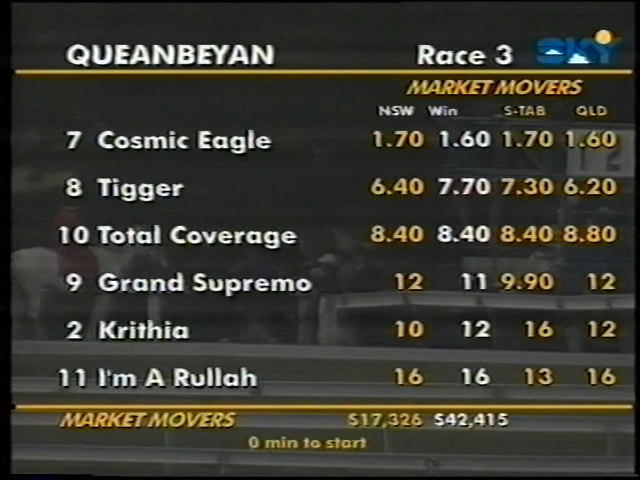 QUEANBEYAN Race 3 SKY
MARKET MOVERS
NSW Win S-TAB QLD
7 Cosmic Eagle 1.70 1.60 1.70 1.60
8 Tigger 6.40 7.70 7.30 6.20
10 Total Coverage 8.40 8.40 8.40 8.80
9 Grand Supremo 12 11 9.90 12
2 Krithia 10 12 16 12
11 I'm A Rullah 16 16 13 16
MARKET MOVERS $17,326 $42,415
0 min to start